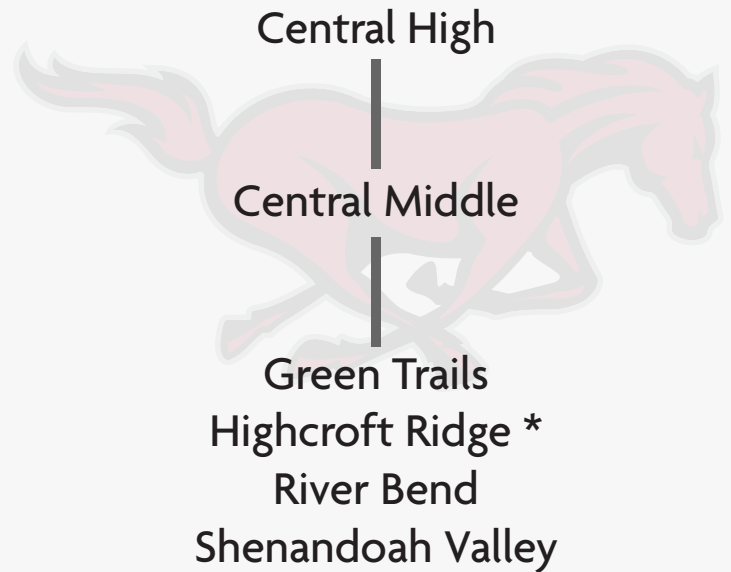 Central High
Central Middle
Green Trails
Highcroft Ridge *
River Bend
Shenandoah Valley